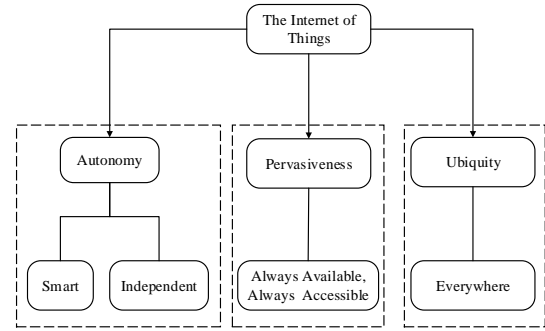 The Internet of
Things
Autonomy
Pervasiveness
Ubiquity
Smart
Independent
Always Available,
Always Accessible
Everywhere